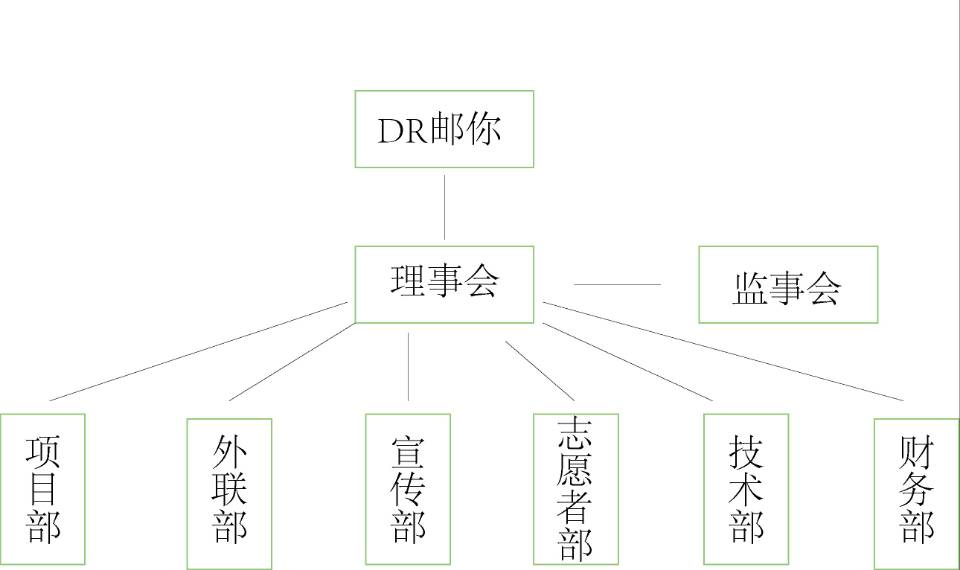 DR邮你
理事会
监事会
项目部
外联部
宣传部
志愿者部
技术部
财务部